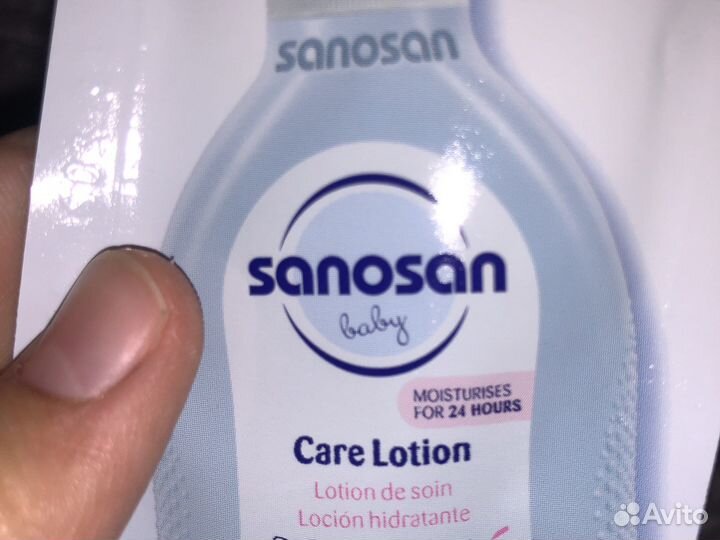 sanosan
sanosan
baby
MOISTURISES
FOR 24 HOURS
Care Lotion
Lotion de soin
Loción hidratante
Avito